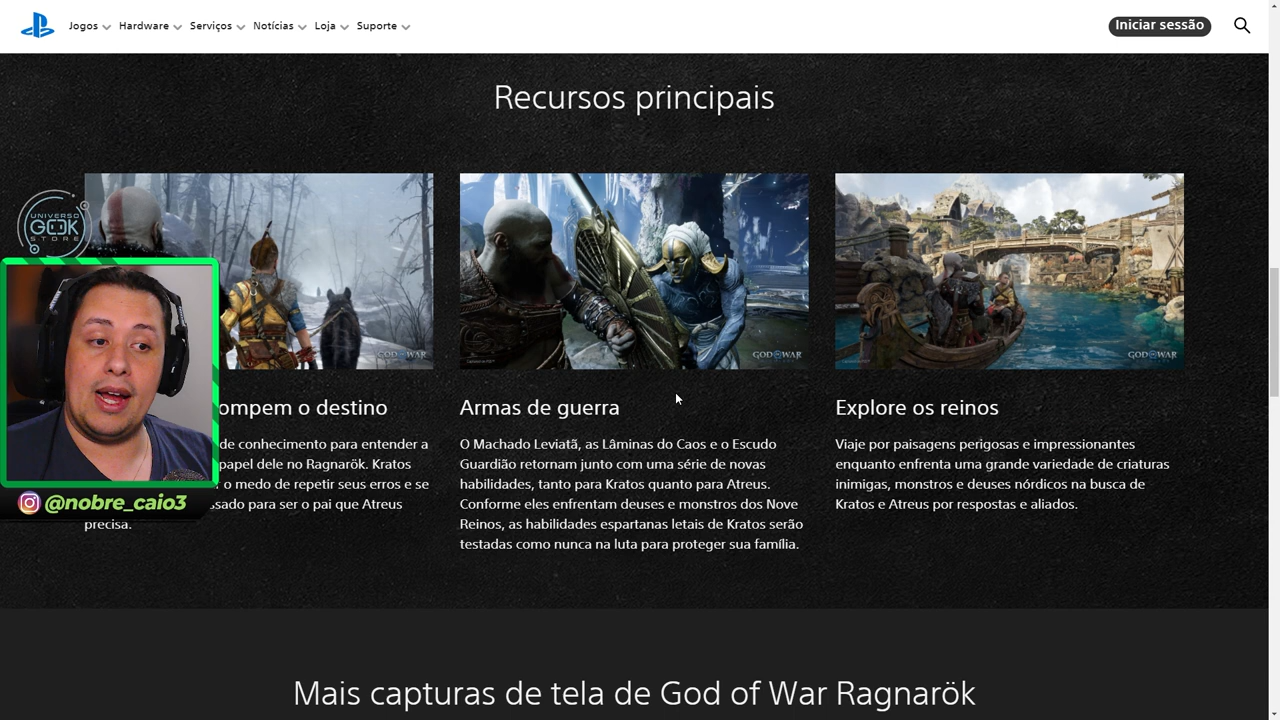 Jogos Hardware Serviços Notícias Loja Suporte Iniciar sessão
Recursos principais
UNIVERSO
GEEK
STORE
GOD OF WAR
GOD OF WAR
GOD OF WAR
ompem o destino
de conhecimento para entender a
papel dele no Ragnarök. Kratos
o medo de repetir seus erros e se
ssado para ser o pai que Atreus
precisa.
Armas de guerra
O Machado Leviatã, as Lâminas do Caos e o Escudo
Guardião retornam junto com uma série de novas
habilidades, tanto para Kratos quanto para Atreus.
Conforme eles enfrentam deuses e monstros dos Nove
Reinos, as habilidades espartanas letais de Kratos serão
testadas como nunca na luta para proteger sua família.
Explore os reinos
Viaje por paisagens perigosas e impressionantes
enquanto enfrenta uma grande variedade de criaturas
inimigas, monstros e deuses nórdicos na busca de
Kratos e Atreus por respostas e aliados.
@nobre_caio3
Mais capturas de tela de God of War Ragnarök